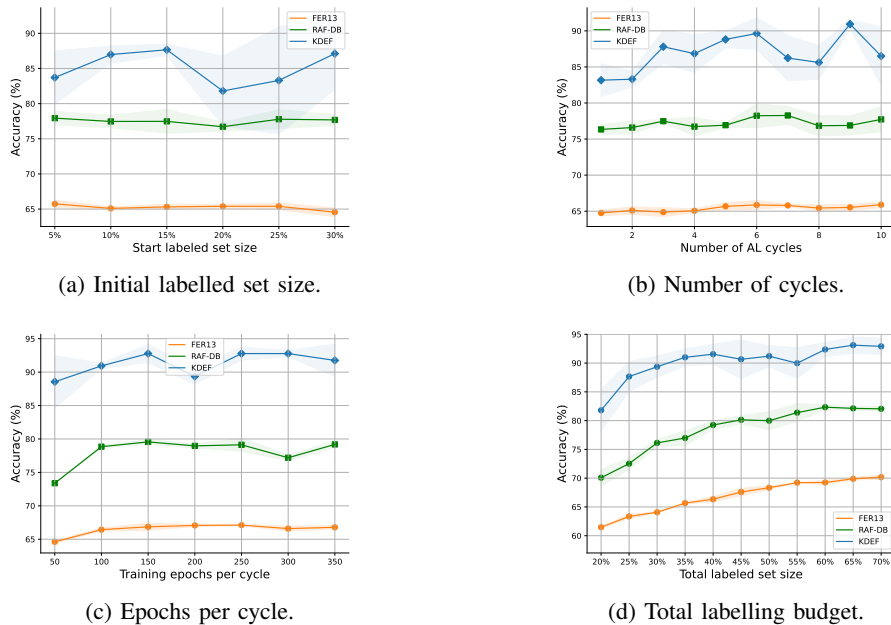 FER13
RAF-DB
KDEF
90
85
80
75
70
65
Accuracy (%)
5% 10% 15% 20% 25% 30%
Start labeled set size
(a) Initial labelled set size.
FER13
RAF-DB
KDEF
90
85
80
75
70
65
Accuracy (%)
2 4 6 8 10
Number of AL cycles
(b) Number of cycles.
95
90
85
80
75
70
65
Accuracy (%)
FER13
RAF-DB
KDEF
50 100 150 200 250 300 350
Training epochs per cycle
(c) Epochs per cycle.
95
90
85
80
75
70
65
60
Accuracy (%)
FER13
RAF-DB
KDEF
20% 25% 30% 35% 40% 45% 50% 55% 60% 65% 70%
Total labeled set size
(d) Total labelling budget.